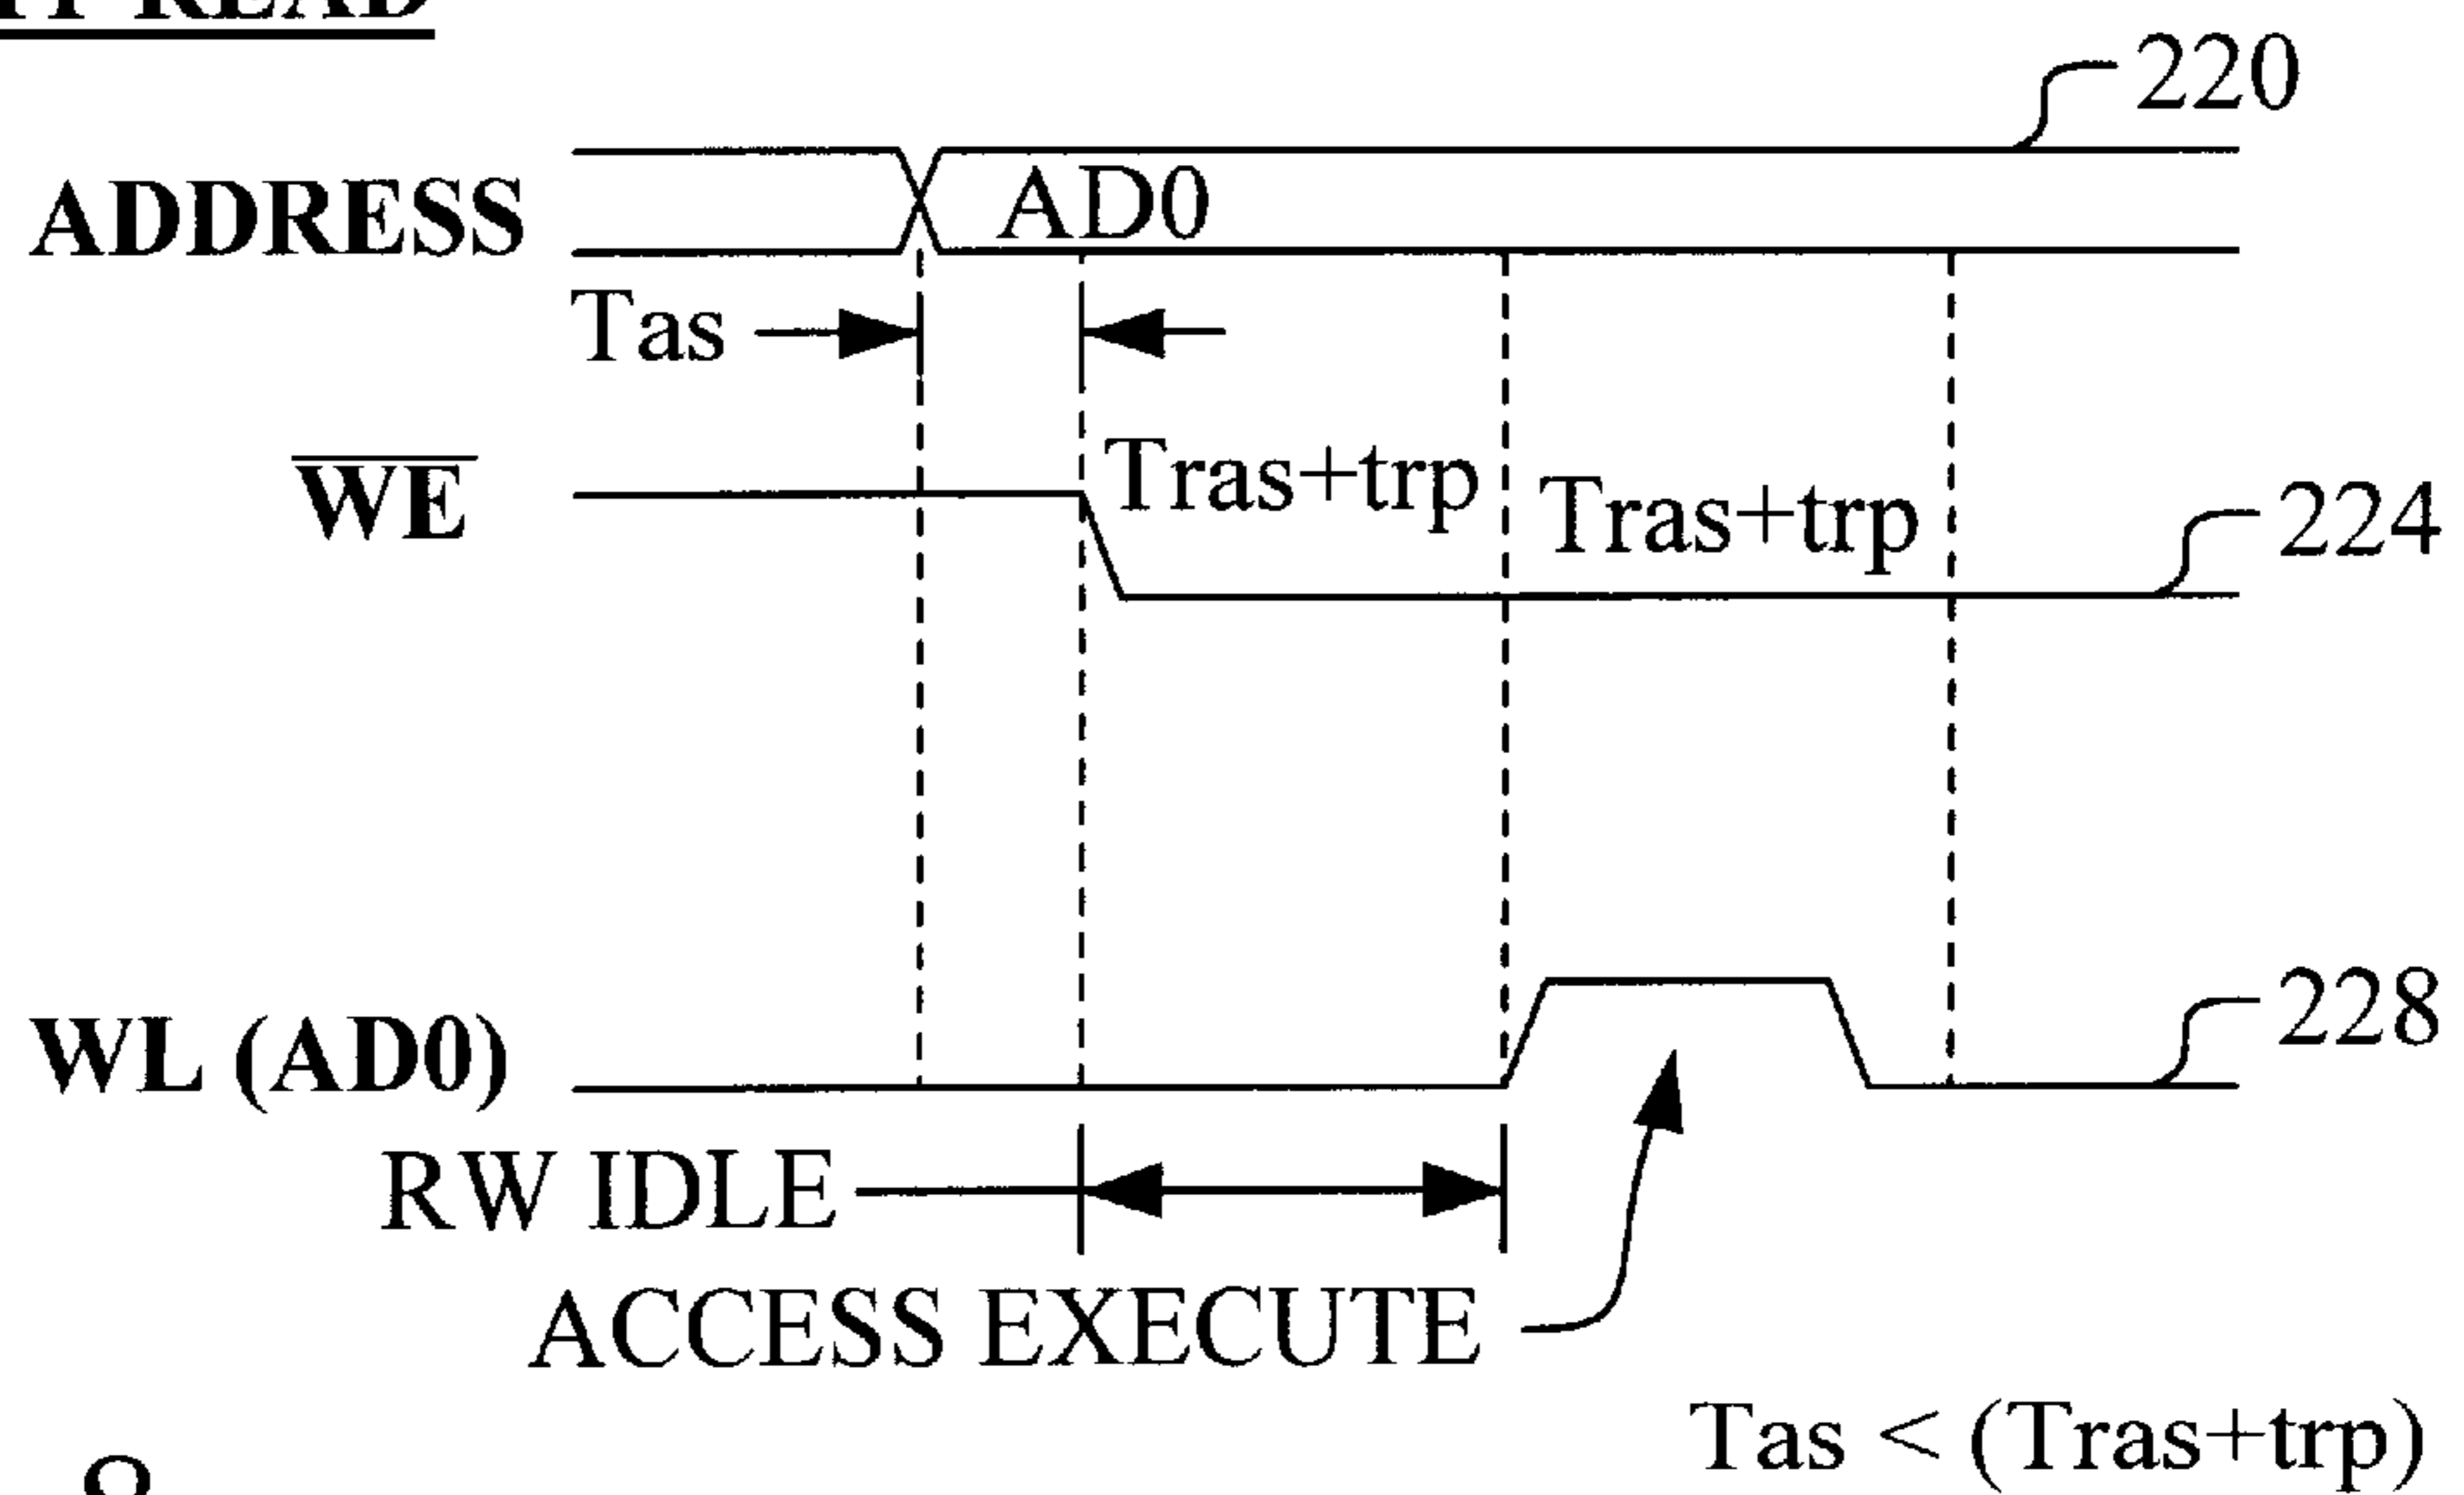 READ
220
ADDRESS
AD0
Tas
WE
Tras+trp
Tras+trp
224
WL (AD0)
228
RW IDLE
ACCESS EXECUTE
Tas < (Tras+trp)